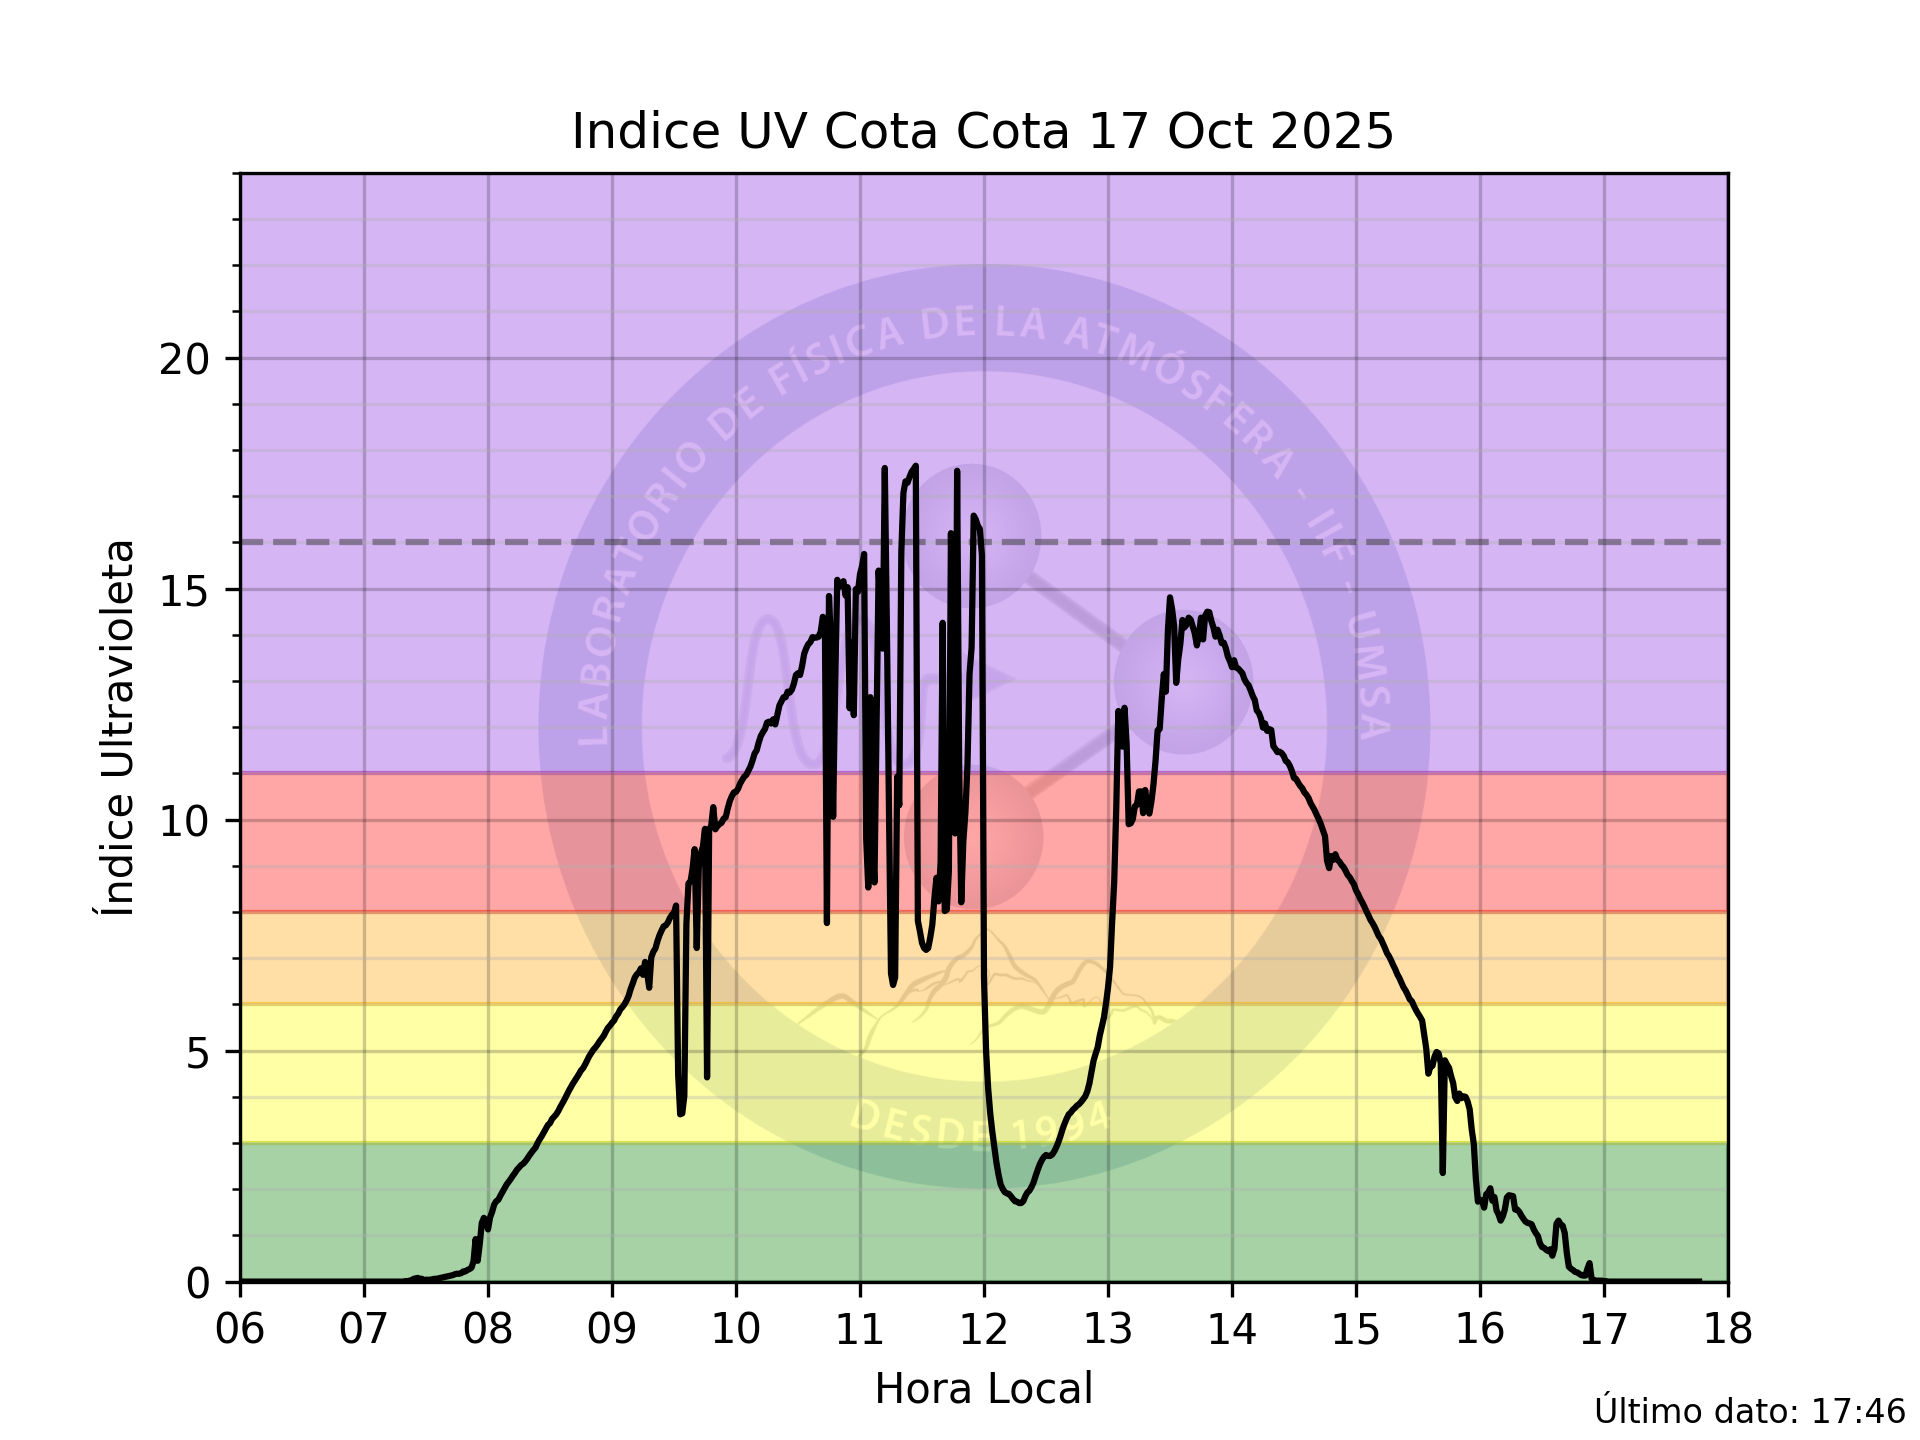 Indice UV Cota Cota 17 Oct 2025
LABORATORIO DE FÍSICA DE LA ATMÓSFERA - IIF - UMSA
DESDE 1994
Índice Ultravioleta
20
15
10
5
0
06 07 08 09 10 11 12 13 14 15 16 17 18
Hora Local
Último dato: 17:46